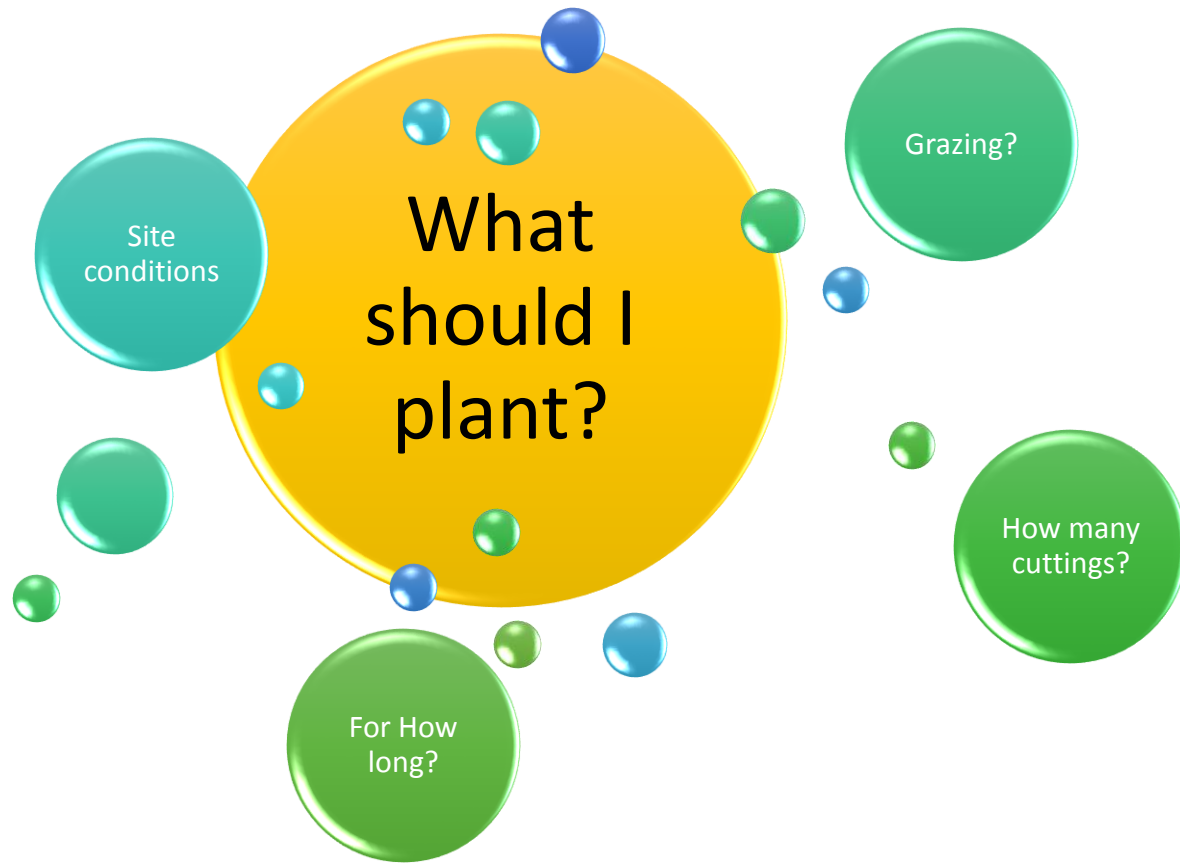 What
should I
plant?
Site
conditions
Grazing?
How many
cuttings?
For How
long?